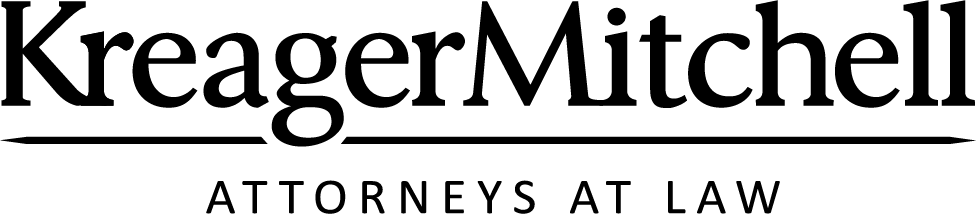 KreagerMitchell
ATTORNEYS AT LAW